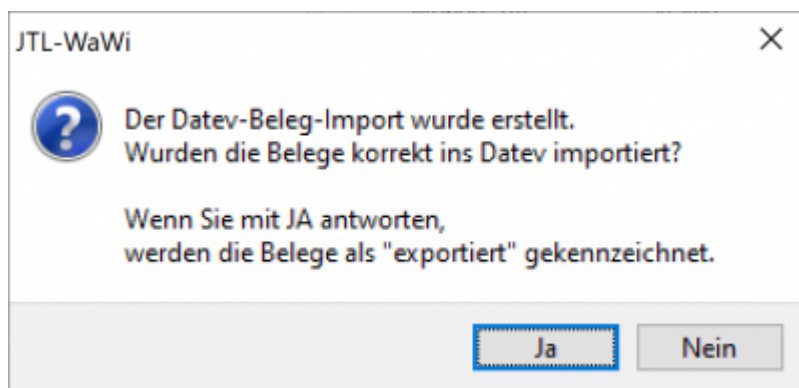 JTL-WaWi
Der Datev-Beleg-Import wurde erstellt.
Wurden die Belege korrekt ins Datev importiert?
Wenn Sie mit JA antworten,
werden die Belege als "exportiert" gekennzeichnet.
Ja
Nein